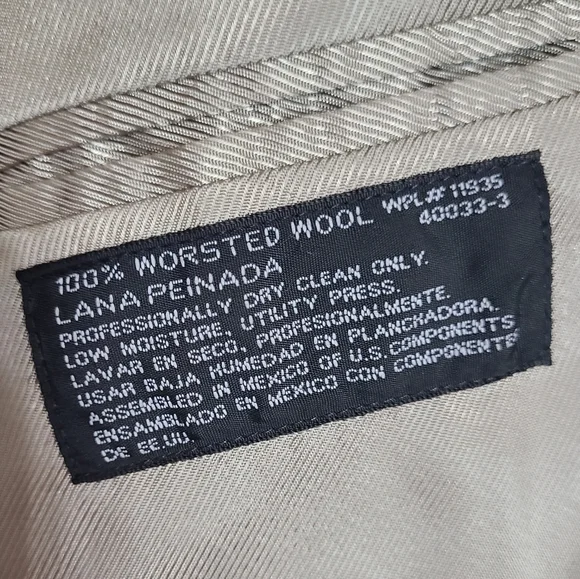 100% WORSTED WOOL WPL# 11935
40033-3
LANA PEINADA
PROFESSIONALLY DRY CLEAN ONLY.
LOW MOISTURE. UTILITY PRESS.
LAVAR EN SECO, PROFESIONALMENTE.
USAR BAJA HUMEDAD EN PLANCHADORA.
ASSEMBLED IN MEXICO OF U.S. COMPONENTS
ENSAMBLADO EN MEXICO CON COMPONENTES
DE EE.UU.